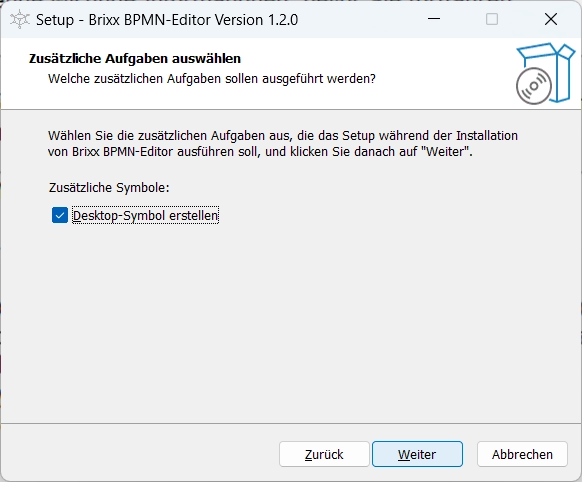 Setup - Brixx BPMN-Editor Version 1.2.0
Zusätzliche Aufgaben auswählen
Welche zusätzlichen Aufgaben sollen ausgeführt werden?
Wählen Sie die zusätzlichen Aufgaben aus, die das Setup während der Installation
von Brixx BPMN-Editor ausführen soll, und klicken Sie danach auf "Weiter".
Zusätzliche Symbole:
Desktop-Symbol erstellen
Zurück
Weiter
Abbrechen